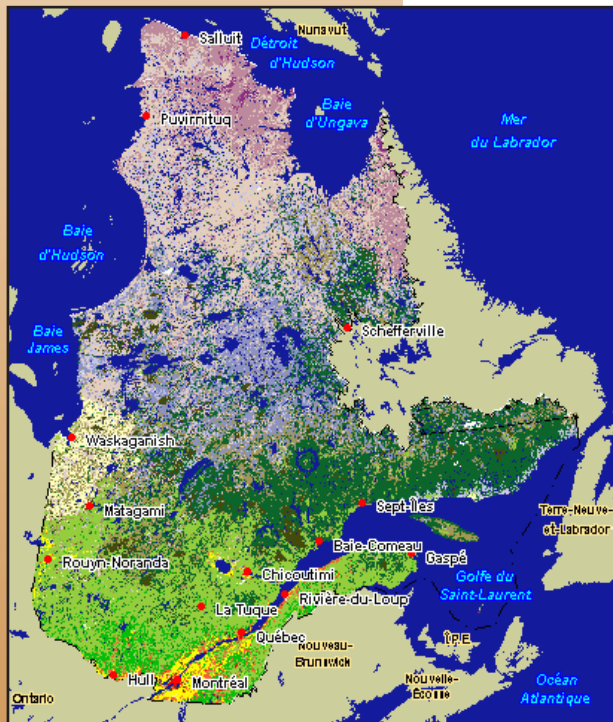 Nunavut
Salluit
Détroit
d'Hudson
Puvirnituq
Baie
d'Ungava
Mer
du Labrador
Baie
d'Hudson
Baie
James
Schefferville
Waskaganish
Matagami
Sept-Îles
Terre-Neuve-
et-Labrador
Baie-Comeau
Gaspé
Rouyn-Noranda
Chicoutimi
Golfe du
Saint-Laurent
Rivière-du-Loup
La Tuque
Québec
Î.P.E.
Nouveau-
Brunswick
Hull
Montréal
Nouvelle-
Écosse
Océan
Atlantique
Ontario